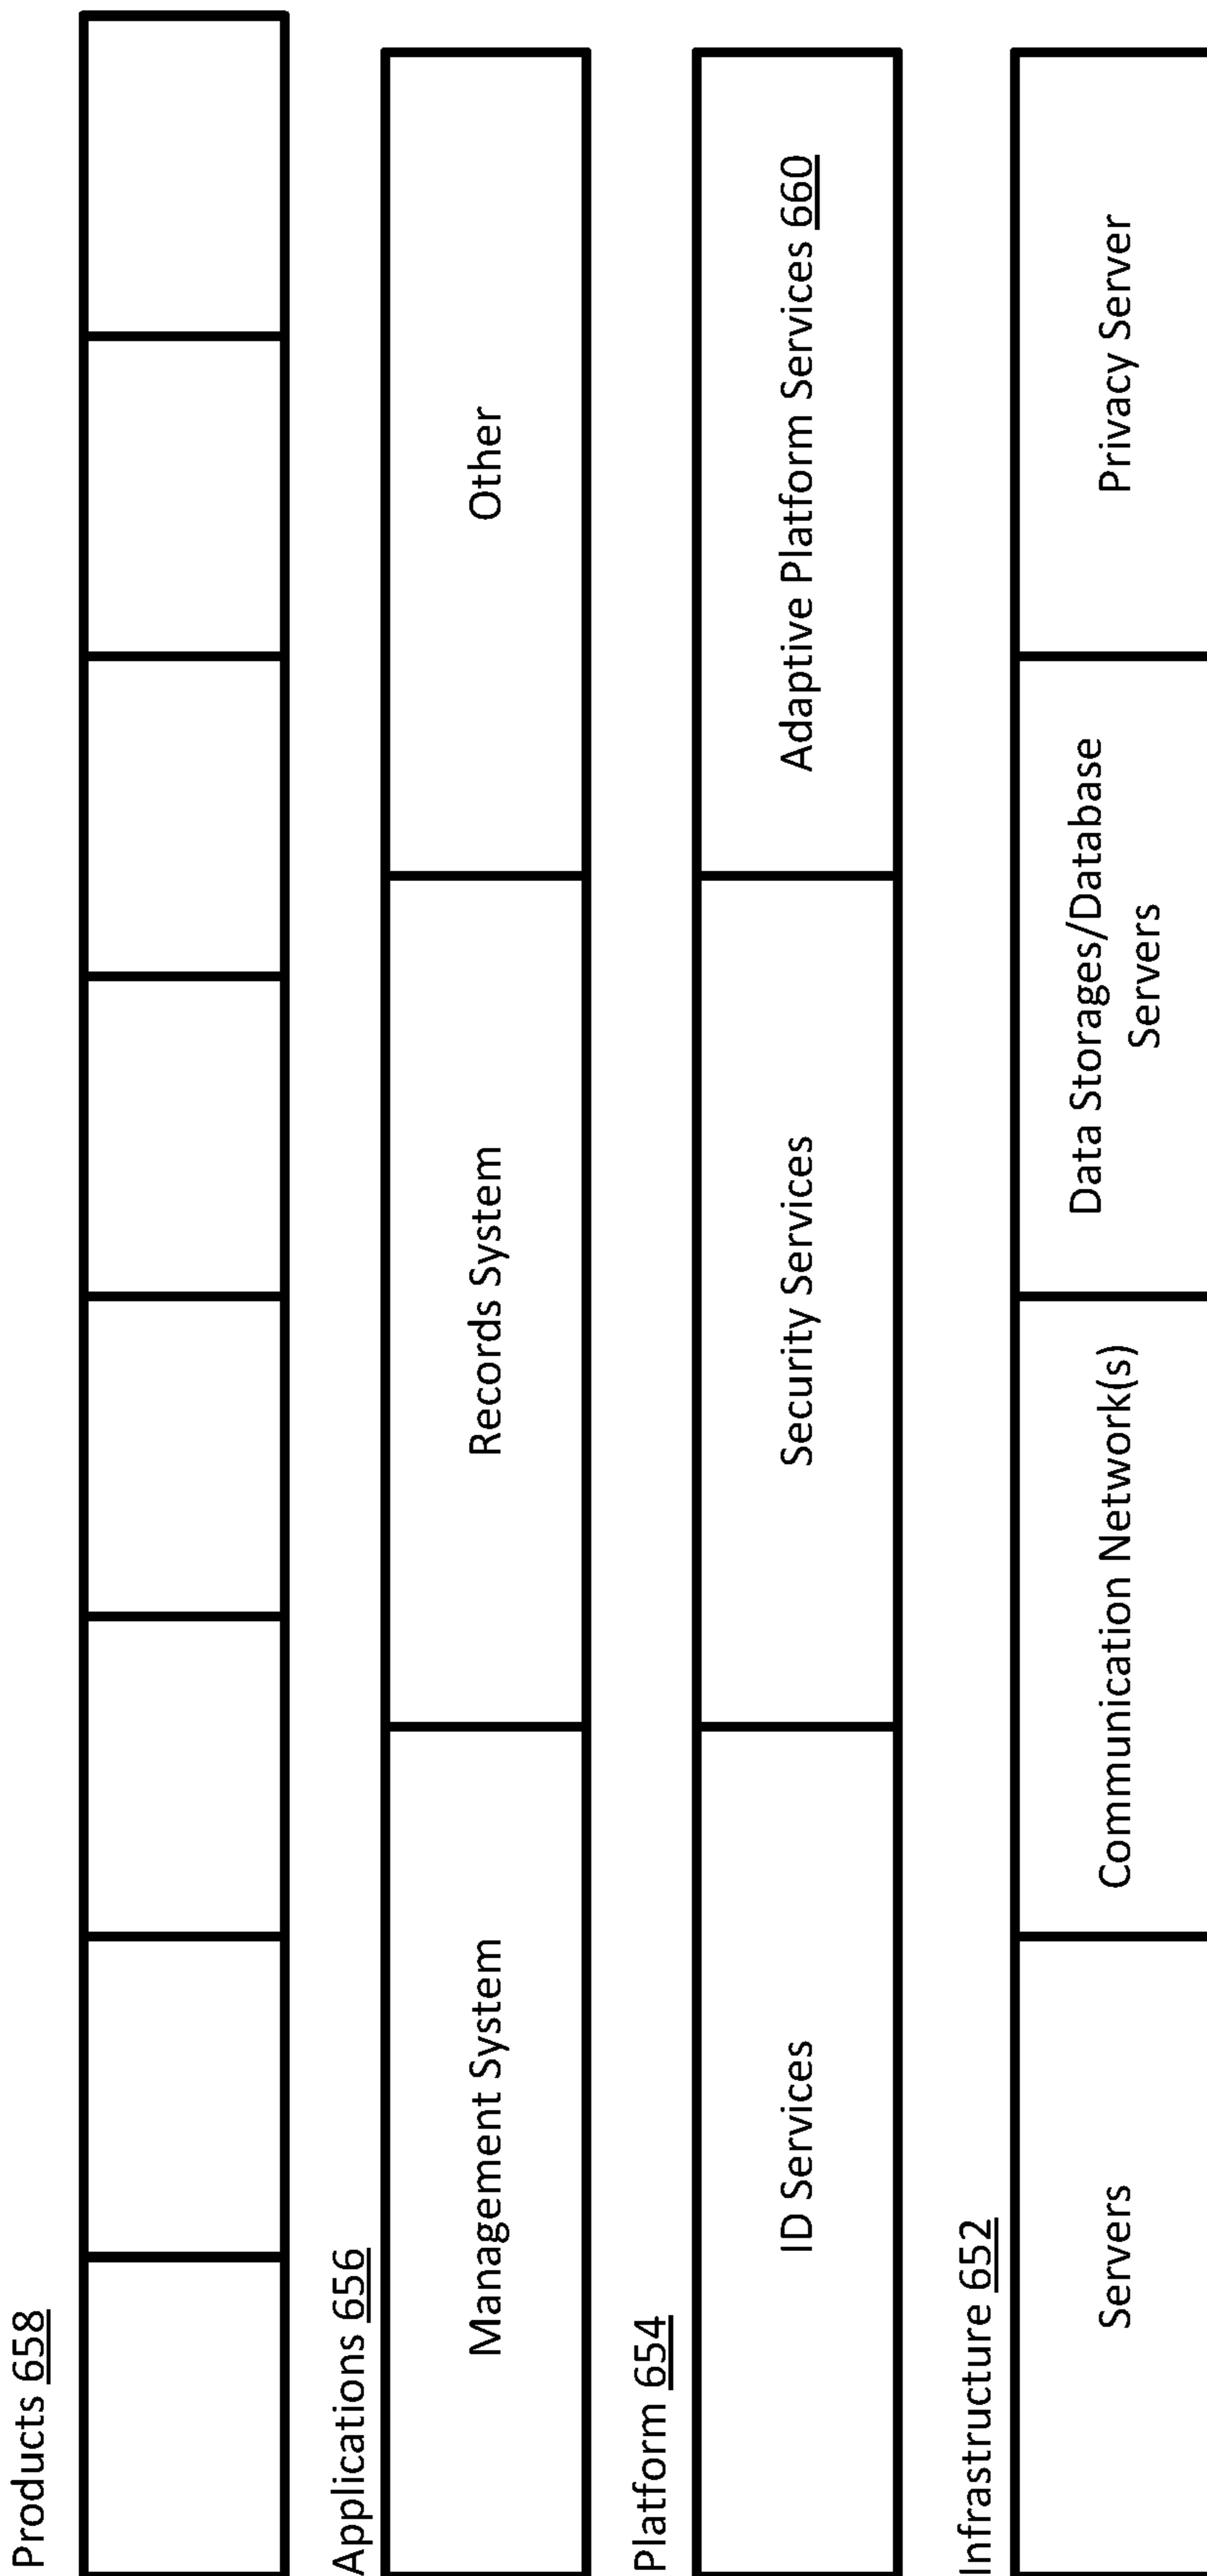 Products 658
Applications 656
Management System
Records System
Other
Platform 654
ID Services
Security Services
Adaptive Platform Services 660
Infrastructure 652
Servers
Communication Network(s)
Data Storages/Database
Servers
Privacy Server